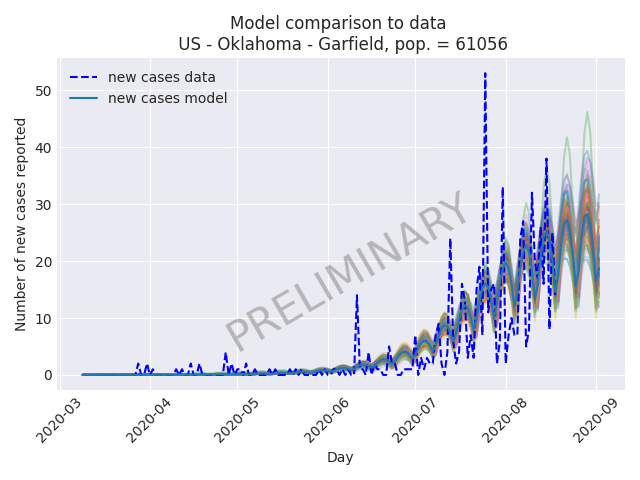 Model comparison to data
US - Oklahoma - Garfield, pop. = 61056
new cases data
new cases model
PRELIMINARY
Number of new cases reported
50
40
30
20
10
0
2020-03
2020-04
2020-05
2020-06
2020-07
2020-08
2020-09
Day